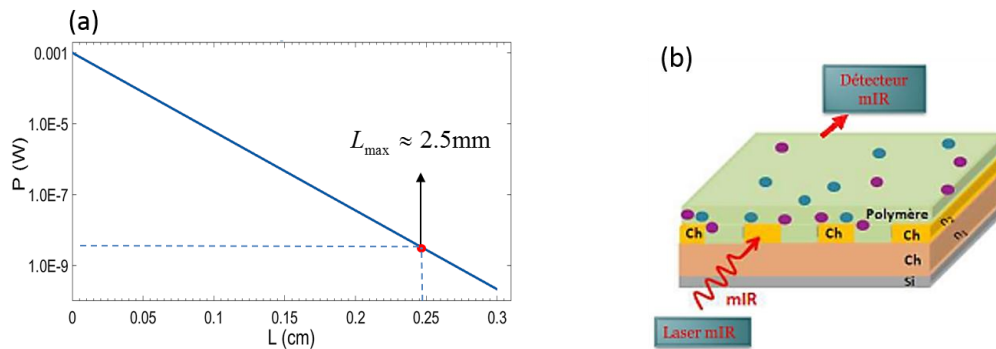 (a)
0.001
1.0E-5
1.0E-7
1.0E-9
P (W)
0
0.05
0.1
0.15
0.2
0.25
0.3
L (cm)
Lmax ≈ 2.5mm
(b)
Détecteur
mIR
Polymère
Ch
Ch
Ch
n2
n1
Ch
Si
mIR
Laser mIR